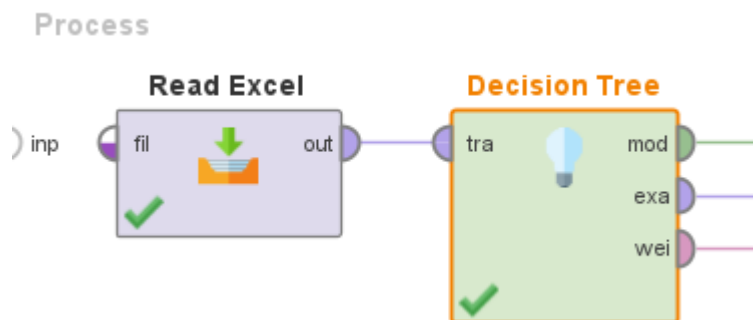 Process
Read Excel
Decision Tree
inp
fil
out
tra
mod
exa
wei